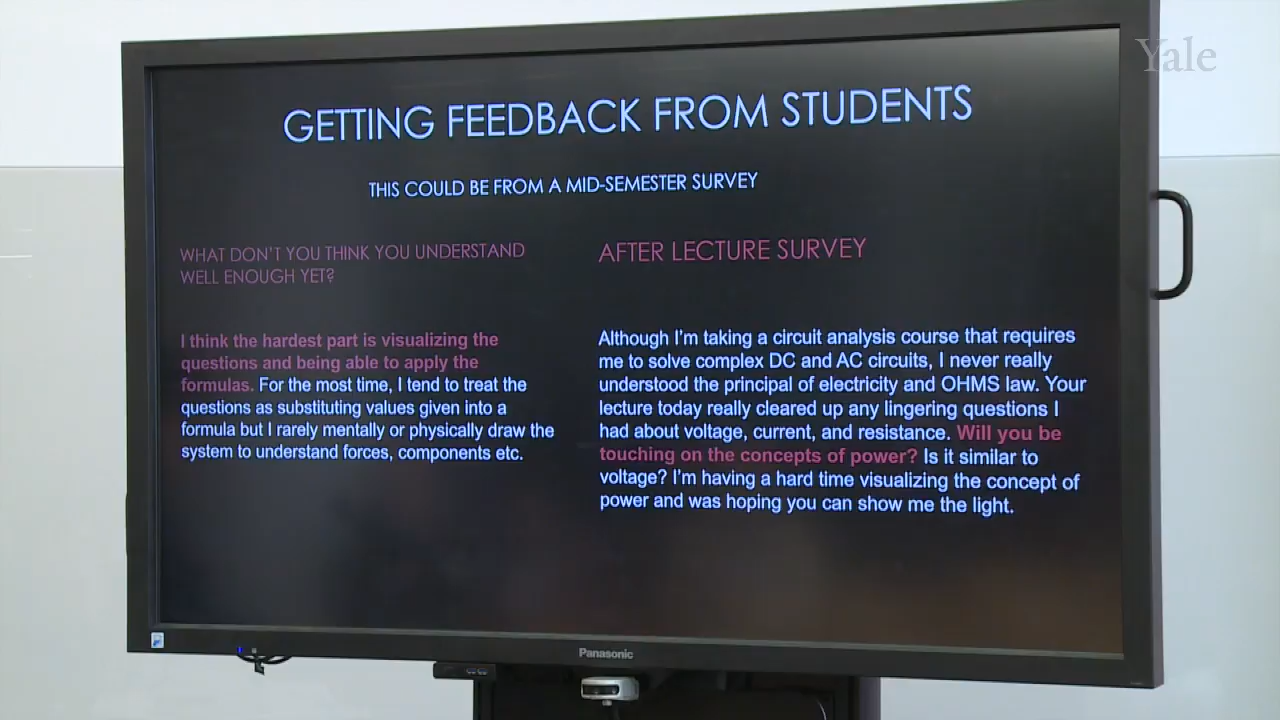 Yale
GETTING FEEDBACK FROM STUDENTS
THIS COULD BE FROM A MID-SEMESTER SURVEY
WHAT DON'T YOU THINK YOU UNDERSTAND
WELL ENOUGH YET?
I think the hardest part is visualizing the
questions and being able to apply the
formulas. For the most time, I tend to treat the
questions as substituting values given into a
formula but I rarely mentally or physically draw the
system to understand forces, components etc.
AFTER LECTURE SURVEY
Although I'm taking a circuit analysis course that requires
me to solve complex DC and AC circuits, I never really
understood the principal of electricity and OHMS law. Your
lecture today really cleared up any lingering questions I
had about voltage, current, and resistance. Will you be
touching on the concepts of power? Is it similar to
voltage? I'm having a hard time visualizing the concept of
power and was hoping you can show me the light.
Panasonic